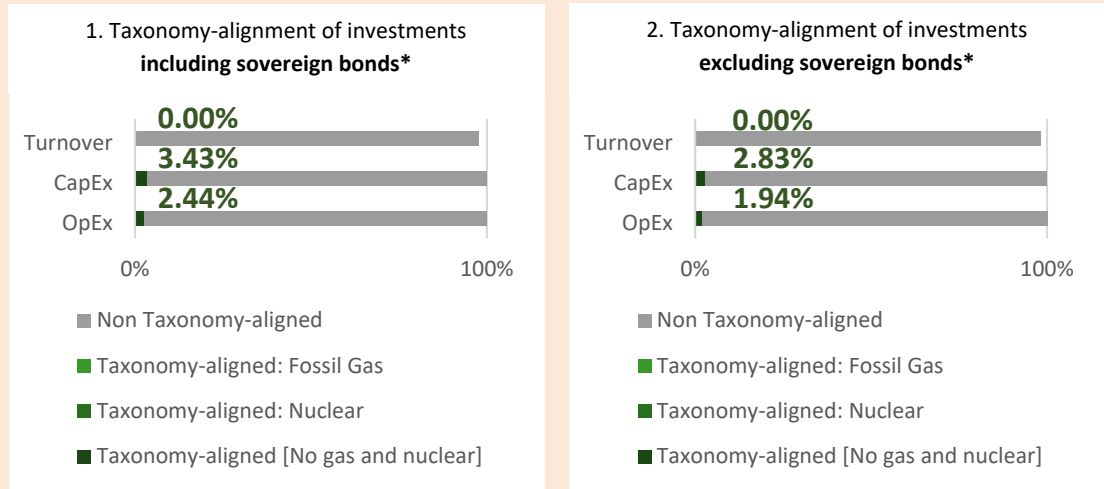 1. Taxonomy-alignment of investments
including sovereign bonds*
0.00%
Turnover
3.43%
CapEx
2.44%
OpEx
0%
100%
Non Taxonomy-aligned
Taxonomy-aligned: Fossil Gas
Taxonomy-aligned: Nuclear
Taxonomy-aligned [No gas and nuclear]
2. Taxonomy-alignment of investments
excluding sovereign bonds*
0.00%
Turnover
2.83%
CapEx
1.94%
OpEx
0%
100%
Non Taxonomy-aligned
Taxonomy-aligned: Fossil Gas
Taxonomy-aligned: Nuclear
Taxonomy-aligned [No gas and nuclear]